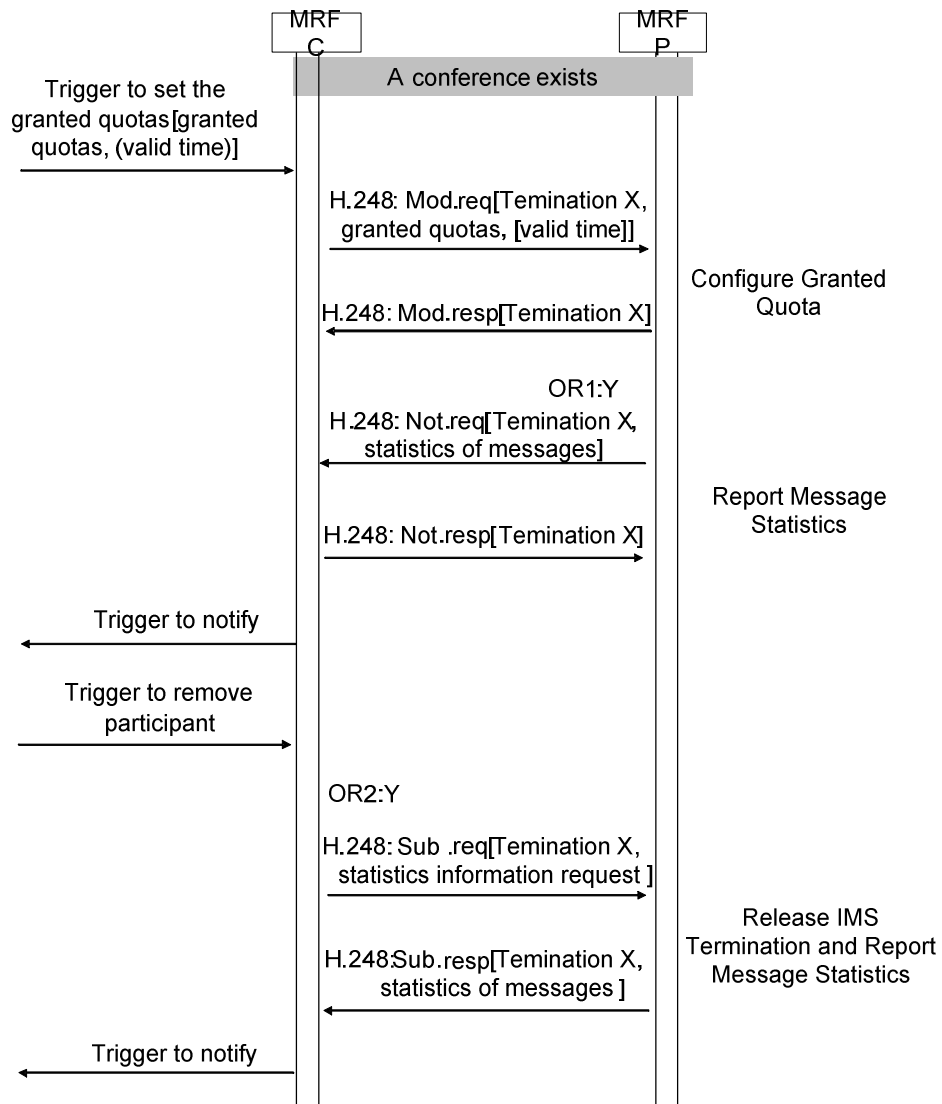 MRF
C
MRF
P
A conference exists
Trigger to set the
granted quotas[granted
quotas, (valid time)]
H.248: Mod.req[Temination X,
granted quotas, [valid time]]
Configure Granted
Quota
H.248: Mod.resp[Temination X]
OR1:Y
H.248: Not.req[Temination X,
statistics of messages]
Report Message
Statistics
H.248: Not.resp[Temination X]
Trigger to notify
Trigger to remove
participant
OR2:Y
H.248: Sub .req[Temination X,
statistics information request ]
Release IMS
Termination and Report
Message Statistics
H.248:Sub.resp[Temination X,
statistics of messages ]
Trigger to notify